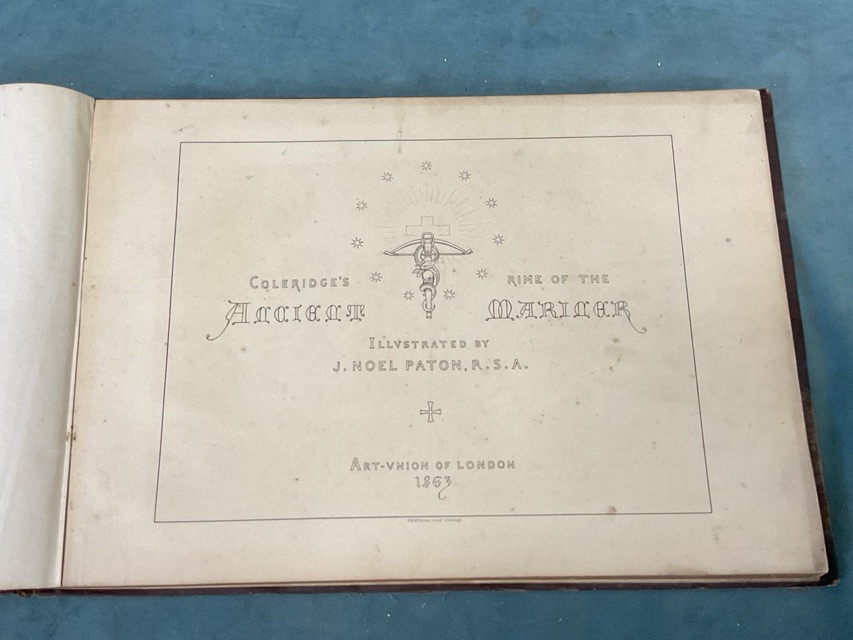 COLERIDGE'S RIME OF THE
ANCIENT MARINER
ILLVSTRATED BY
J. NOEL PATON, R.S.A.
ART-VNION OF LONDON
1863